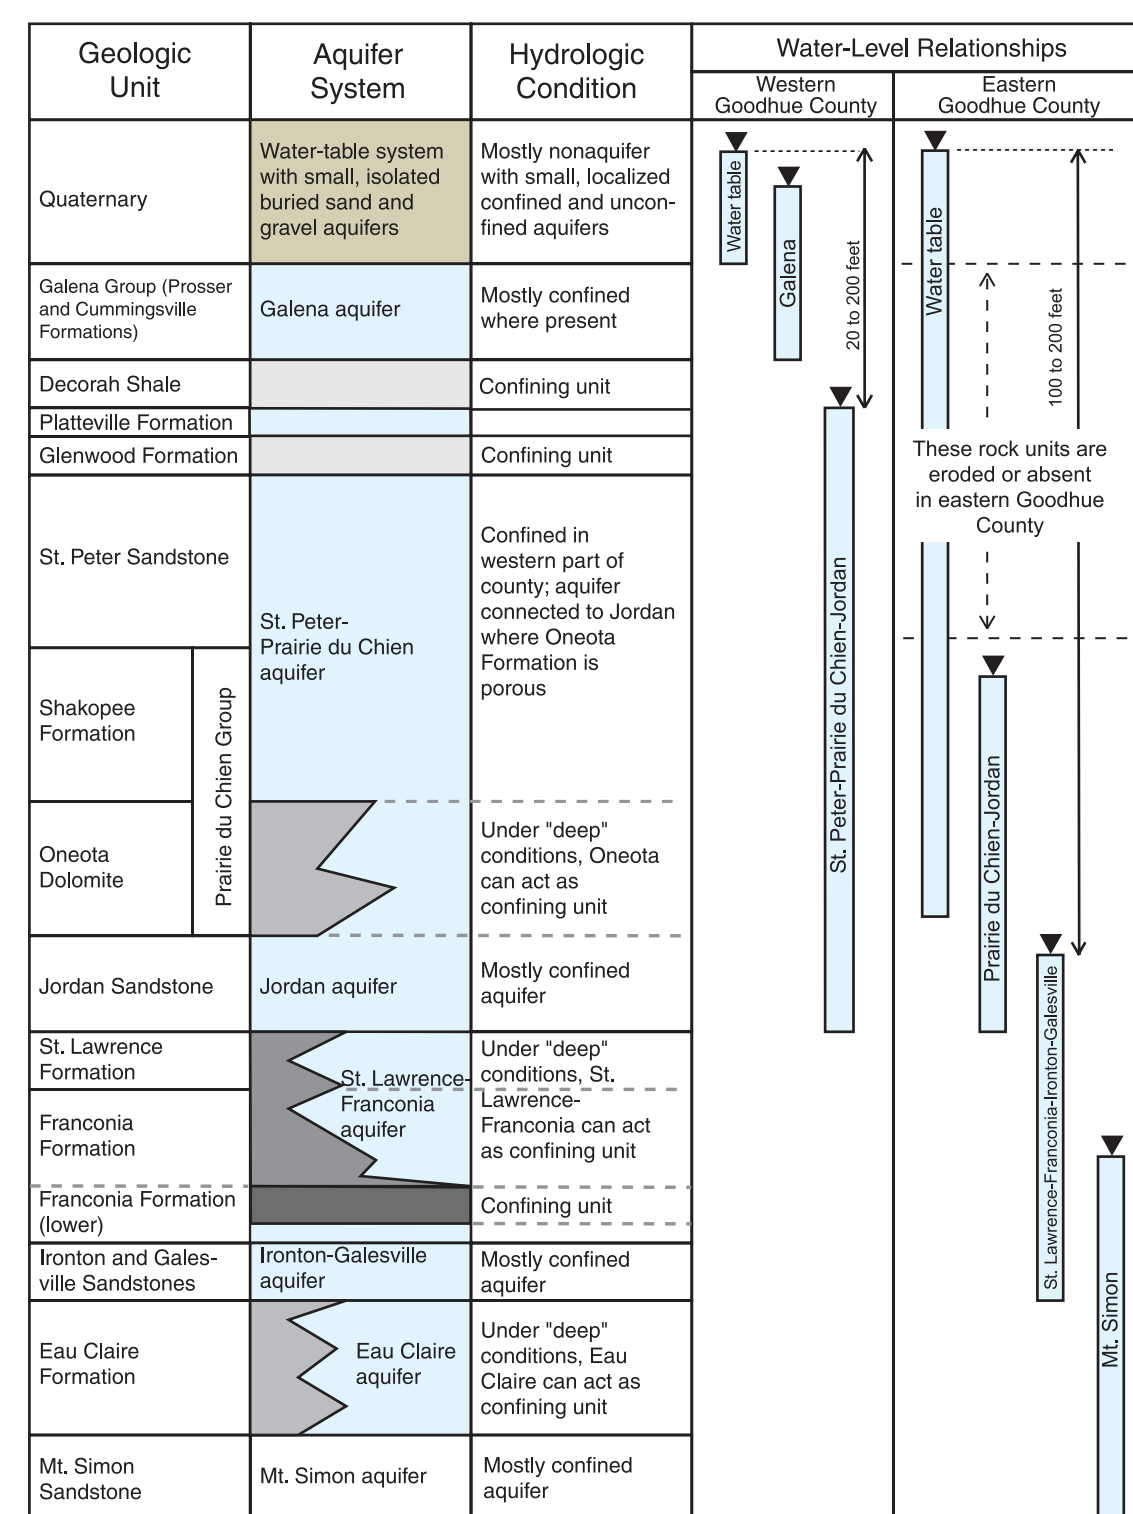 Geologic
Unit
Aquifer
System
Hydrologic
Condition
Water-Level Relationships
Western
Goodhue County
Eastern
Goodhue County
Quaternary
Water-table system
with small, isolated
buried sand and
gravel aquifers
Mostly nonaquifer
with small, localized
confined and uncon-
fined aquifers
Galena Group (Prosser
and Cummingsville
Formations)
Galena aquifer
Mostly confined
where present
Decorah Shale
Confining unit
Platteville Formation
Glenwood Formation
Confining unit
St. Peter Sandstone
St. Peter-
Prairie du Chien
aquifer
Confined in
western part of
county; aquifer
connected to Jordan
where Oneota
Formation is
porous
Shakopee
Formation
Prairie du Chien Group
Oneota
Dolomite
Under "deep"
conditions, Oneota
can act as
confining unit
Jordan Sandstone
Jordan aquifer
Mostly confined
aquifer
St. Lawrence
Formation
St. Lawrence-
Franconia
aquifer
Under "deep"
conditions, St.
Lawrence-
Franconia can act
as confining unit
Franconia
Formation
Franconia Formation
(lower)
Confining unit
Ironton and Gales-
ville Sandstones
Ironton-Galesville
aquifer
Mostly confined
aquifer
Eau Claire
Formation
Eau Claire
aquifer
Under "deep"
conditions, Eau
Claire can act as
confining unit
Mt. Simon
Sandstone
Mt. Simon aquifer
Mostly confined
aquifer
Water table
Galena
20 to 200 feet
St. Peter-Prairie du Chien-Jordan
Water table
100 to 200 feet
These rock units are
eroded or absent
in eastern Goodhue
County
Prairie du Chien-Jordan
St. Lawrence-Franconia-Ironton-Galesville
Mt. Simon